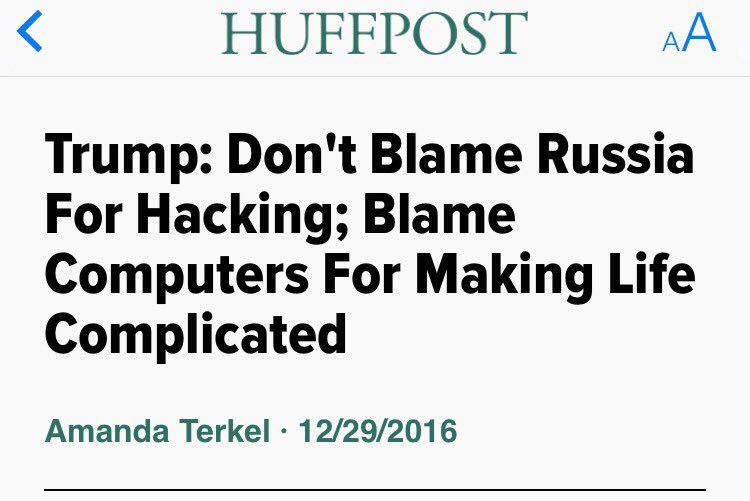 HUFFPOST
AA
Trump: Don't Blame Russia
For Hacking; Blame
Computers For Making Life
Complicated
Amanda Terkel · 12/29/2016